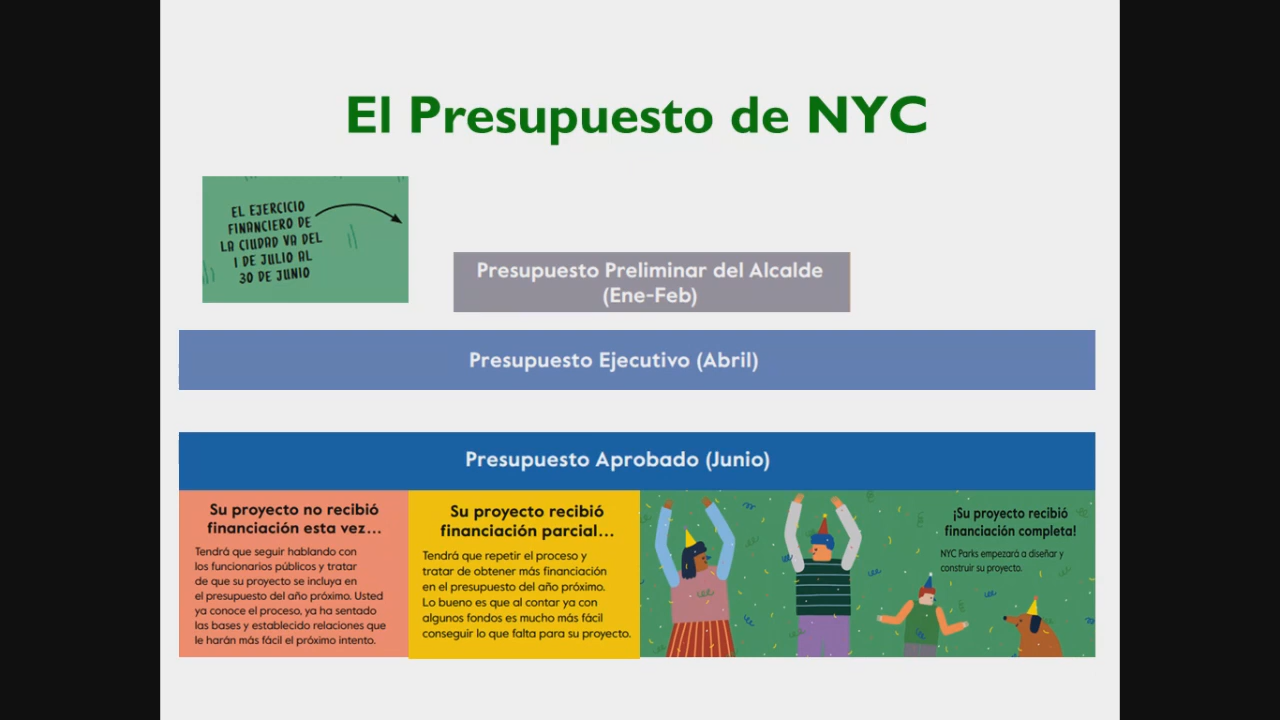 El Presupuesto de NYC
EL EJERCICIO
FINANCIERO DE
LA CIUDAD VA DEL
1 DE JULIO AL
30 DE JUNIO
Presupuesto Preliminar del Alcalde
(Ene-Feb)
Presupuesto Ejecutivo (Abril)
Presupuesto Aprobado (Junio)
Su proyecto no recibió
financiación esta vez...
Tendrá que seguir hablando con
los funcionarios públicos y tratar
de que su proyecto se incluya en
el presupuesto del año próximo. Usted
ya conoce el proceso, ya ha sentado
las bases y establecido relaciones que
le harán más fácil el próximo intento.
Su proyecto recibió
financiación parcial...
Tendrá que repetir el proceso y
tratar de obtener más financiación
en el presupuesto del año próximo.
Lo bueno es que al contar ya con
algunos fondos es mucho más fácil
conseguir lo que falta para su proyecto.
¡Su proyecto recibió
financiación completa!
NYC Parks empezará a diseñar y
construir su proyecto.